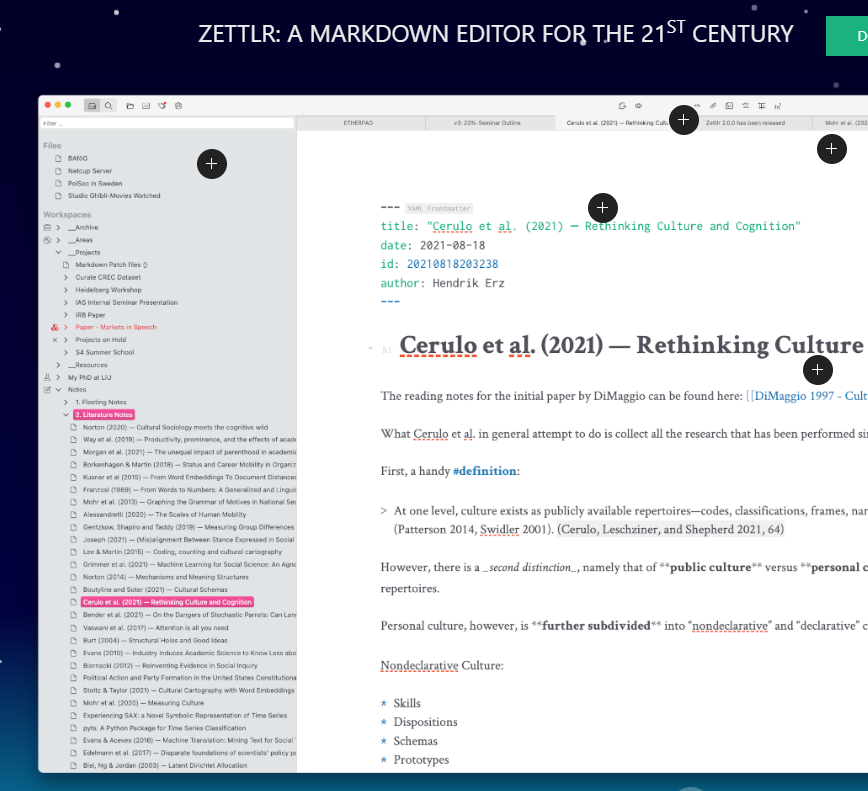 ZETTLR: A MARKDOWN EDITOR FOR THE 21ST CENTURY
D
Filter ...
ETHERPAD
v3: 20%-Seminar Outline
Cerulo et al. (2021) — Rethinking Cultu
Zettlr 2.0.0 has been released
Mohr et al. (202
Files
BAföG
Netcup Server
PolSoc in Sweden
Studio Ghibli-Movies Watched
Workspaces
__Archive
__Areas
__Projects
Markdown Patch files ()
Curate CREC Dataset
Heidelberg Workshop
IAS Internal Seminar Presentation
IRB Paper
Paper - Markets in Speech
Projects on Hold
S4 Summer School
__Resources
My PhD at LiU
Notes
1. Fleeting Notes
2. Literature Notes
Norton (2020) — Cultural Sociology meets the cognitive wild
Way et al. (2019) — Productivity, prominence, and the effects of acade
Morgan et al. (2021) — The unequal impact of parenthood in academia
Borkenhagen & Martin (2018) — Status and Career Mobility in Organiz
Kusner et al (2015) — From Word Embeddings To Document Distances
Franzosi (1989) — From Words to Numbers: A Generalized and Linguis
Mohr et al. (2013) — Graphing the Grammar of Motives in National Sec
Alessandretti (2020) — The Scales of Human Mobility
Gentzkow, Shapiro and Taddy (2019) — Measuring Group Differences
Joseph (2021) — (Mis)alignment Between Stance Expressed in Social
Lee & Martin (2015) — Coding, counting and cultural cartography
Grimmer et al. (2021) — Machine Learning for Social Science: An Agno
Norton (2014) — Mechanisms and Meaning Structures
Boutyline and Soter (2021) — Cultural Schemas
Cerulo et al. (2021) — Rethinking Culture and Cognition
Bender et al. (2021) — On the Dangers of Stochastic Parrots: Can Lang
Vaswani et al. (2017) — Attention is all you need
Burt (2004) — Structural Holes and Good Ideas
Evans (2010) — Industry Induces Academic Science to Know Less abo
Biernacki (2012) — Reinventing Evidence in Social Inquiry
Political Action and Party Formation in the United States Constitutiona
Stoltz & Taylor (2021) — Cultural Cartography with Word Embeddings
Mohr et al. (2020) — Measuring Culture
Experiencing SAX: a Novel Symbolic Representation of Time Series
pyts: A Python Package for Time Series Classification
Evans & Aceves (2016) — Machine Translation: Mining Text for Social T
Edelmann et al. (2017) — Disparate foundations of scientists' policy po
Blei, Ng & Jordan (2003) — Latent Dirichlet Allocation
--- YAML Frontmatter
title: "Cerulo et al. (2021) — Rethinking Culture and Cognition"
date: 2021-08-18
id: 20210818203238
author: Hendrik Erz
---
h1 Cerulo et al. (2021) — Rethinking Culture
The reading notes for the initial paper by DiMaggio can be found here: [[DiMaggio 1997 - Cult
What Cerulo et al. in general attempt to do is collect all the research that has been performed si
First, a handy #definition:
> At one level, culture exists as publicly available repertoires—codes, classifications, frames, nar
(Patterson 2014, Swidler 2001). (Cerulo, Leschziner, and Shepherd 2021, 64)
However, there is a _second distinction_, namely that of **public culture** versus **personal c
repertoires.
Personal culture, however, is **further subdivided** into “nondeclarative” and “declarative” c
Nondeclarative Culture:
* Skills
* Dispositions
* Schemas
* Prototypes